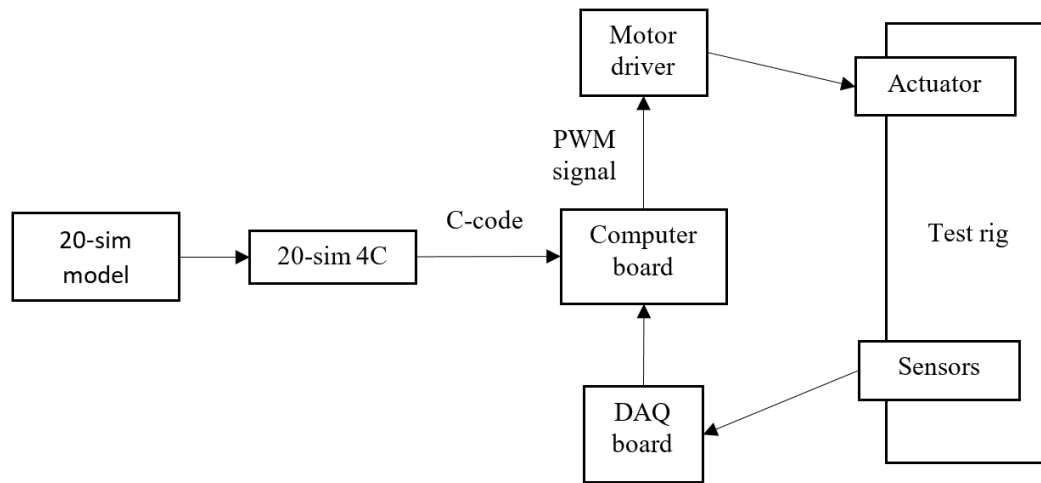 Motor
driver
Actuator
PWM
signal
20-sim
model
20-sim 4C
C-code
Computer
board
Test rig
Sensors
DAQ
board